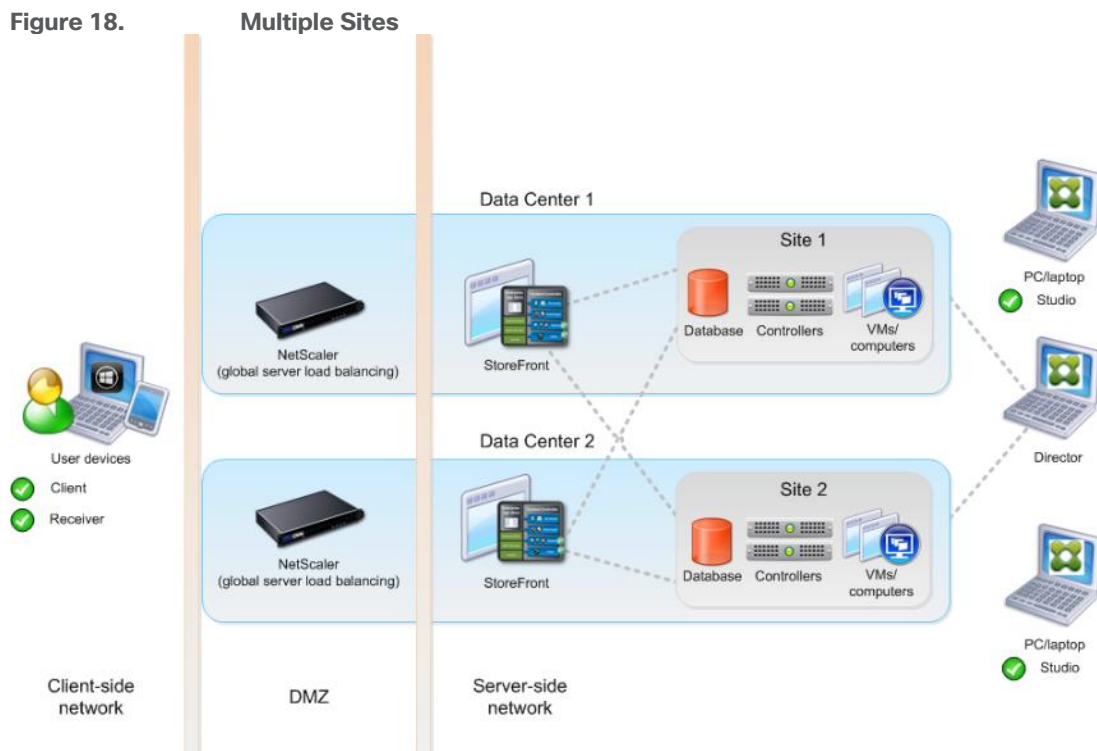 Figure 18. Multiple Sites
Data Center 1
Site 1
Database
Controllers
VMs/
computers
NetScaler
(global server load balancing)
StoreFront
PC/laptop
Studio
Data Center 2
Site 2
Database
Controllers
VMs/
computers
NetScaler
(global server load balancing)
StoreFront
User devices
Client
Receiver
Director
PC/laptop
Studio
Client-side
network
DMZ
Server-side
network